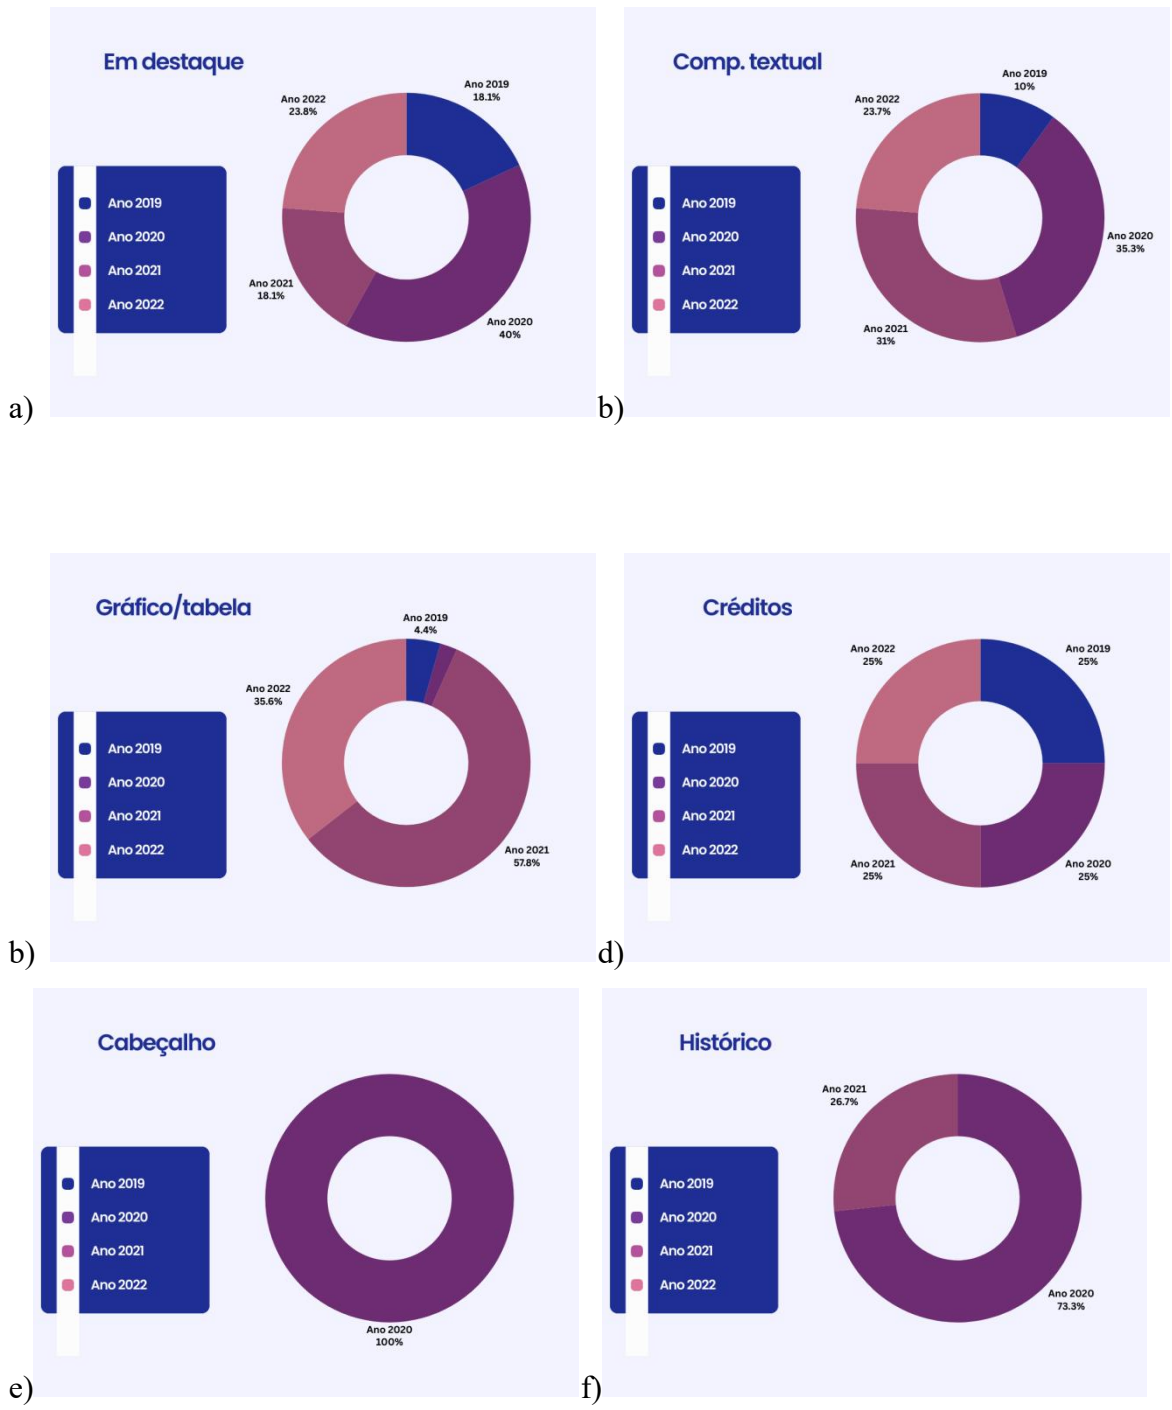 Em destaque
Ano 2019
18.1%
Ano 2022
23.8%
Ano 2019
Ano 2020
Ano 2021
Ano 2022
Ano 2021
18.1%
Ano 2020
40%
a)
Comp. textual
Ano 2019
10%
Ano 2022
23.7%
Ano 2019
Ano 2020
Ano 2021
Ano 2022
Ano 2020
35.3%
Ano 2021
31%
b)
Gráfico/tabela
Ano 2019
4.4%
Ano 2022
35.6%
Ano 2019
Ano 2020
Ano 2021
Ano 2022
Ano 2021
57.8%
b)
Créditos
Ano 2022
25%
Ano 2019
25%
Ano 2019
Ano 2020
Ano 2021
Ano 2022
Ano 2021
25%
Ano 2020
25%
d)
Cabeçalho
Ano 2019
Ano 2020
Ano 2021
Ano 2022
Ano 2020
100%
e)
Histórico
Ano 2021
26.7%
Ano 2019
Ano 2020
Ano 2021
Ano 2022
Ano 2020
73.3%
f)